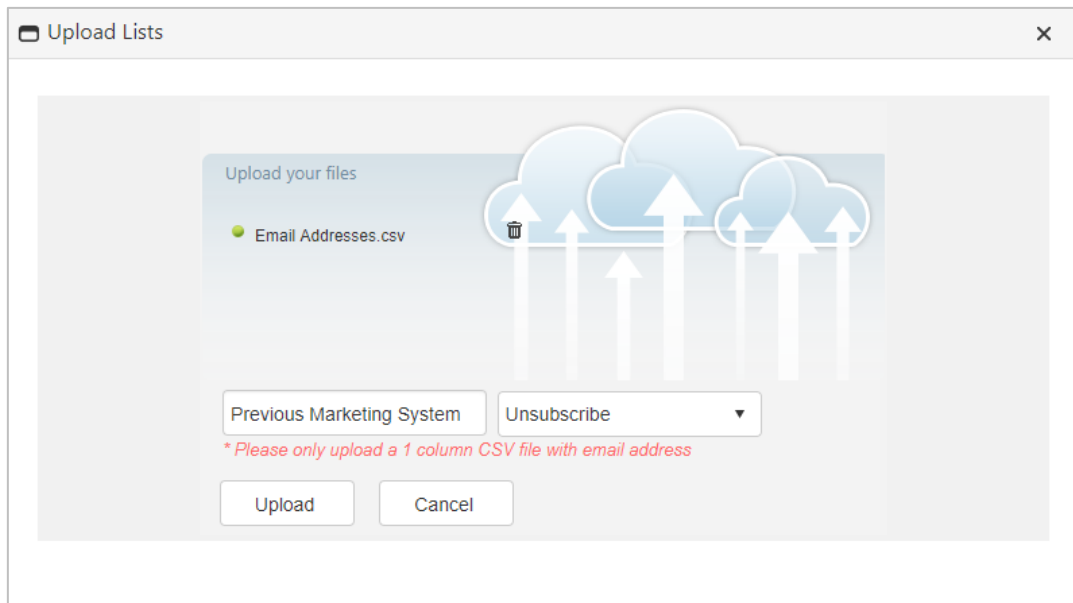 Upload Lists
Upload your files
Email Addresses.csv
Previous Marketing System
Unsubscribe
* Please only upload a 1 column CSV file with email address
Upload
Cancel